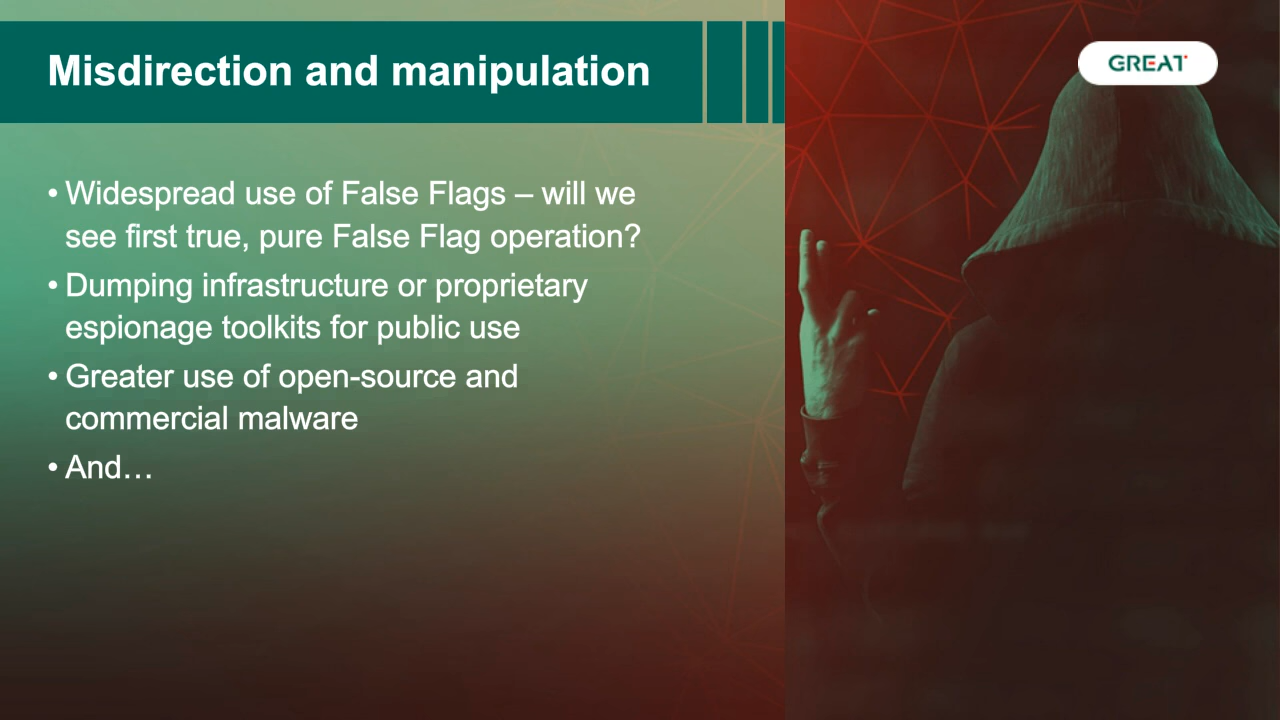 Misdirection and manipulation
GREAT
• Widespread use of False Flags – will we
see first true, pure False Flag operation?
• Dumping infrastructure or proprietary
espionage toolkits for public use
• Greater use of open-source and
commercial malware
• And…